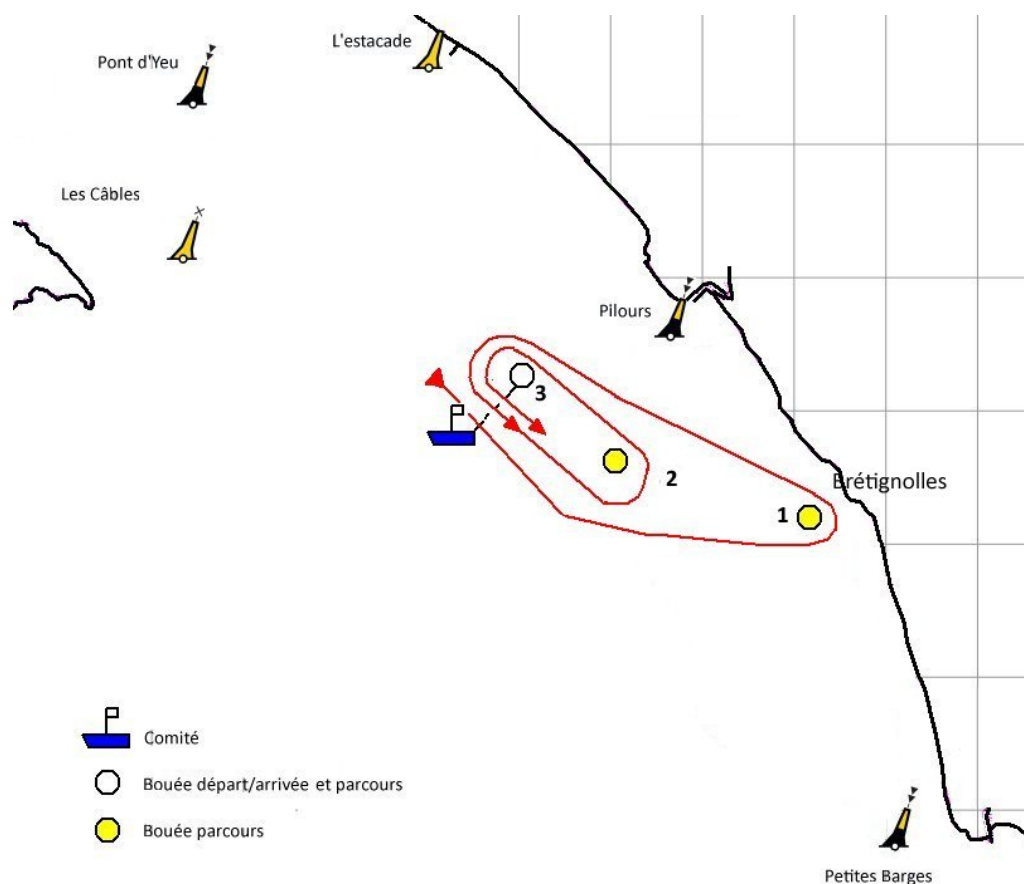 L'estacade
Pont d'Yeu
Les Câbles
Pilours
3
2
Brétignolles
1
Comité
Bouée départ/arrivée et parcours
Bouée parcours
Petites Barges